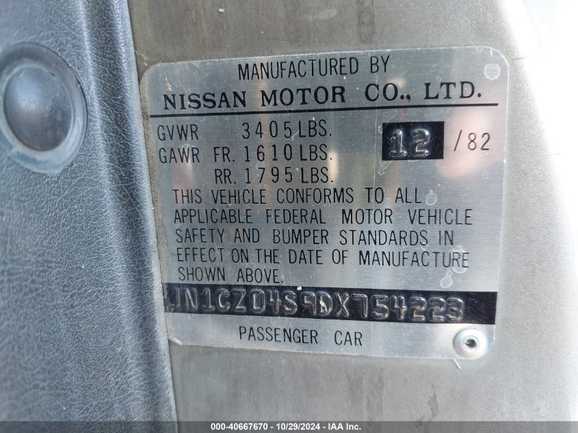 MANUFACTURED BY
NISSAN MOTOR CO., LTD.
GVWR 3405 LBS.
GAWR FR. 1610 LBS. 12 /82
RR. 1795 LBS.
THIS VEHICLE CONFORMS TO ALL
APPLICABLE FEDERAL MOTOR VEHICLE
SAFETY AND BUMPER STANDARDS IN
EFFECT ON THE DATE OF MANUFACTURE
SHOWN ABOVE.
JN1CZ04S9DX754223
PASSENGER CAR
000-40667670 - 10/29/2024 - IAA Inc.